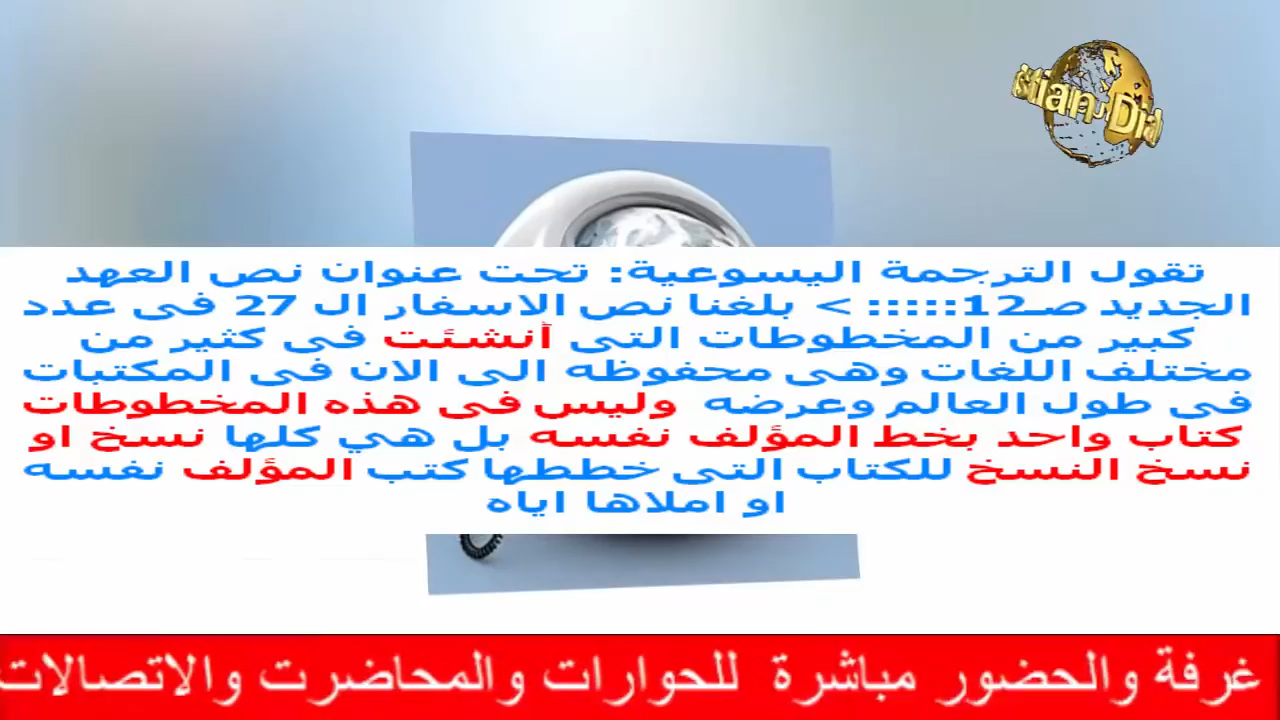 istian Dial
تقول الترجمة اليسوعية: تحت عنوان نص العهد
الجديد صـ12::::: > بلغنا نص الاسفار ال 27 فى عدد
كبير من المخطوطات التى أنشئت فى كثير من
مختلف اللغات وهى محفوظه الى الان فى المكتبات
فى طول العالم وعرضه وليس فى هذه المخطوطات
كتاب واحد بخط المؤلف نفسه بل هي كلها نسخ او
نسخ النسخ للكتاب التى خططها كتب المؤلف نفسه
او املاها اياه
غرفة والحضور مباشرة للحوارات والمحاضرت والاتصالات